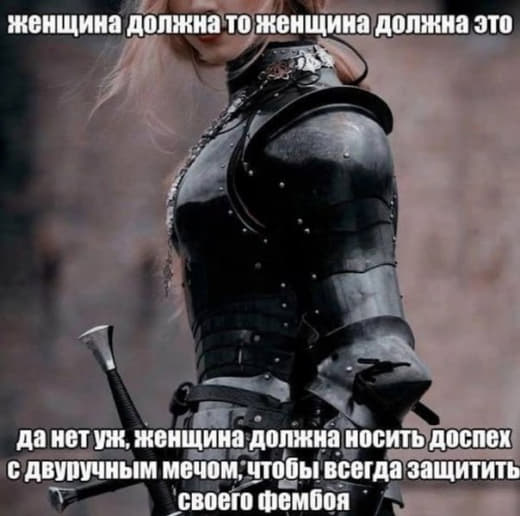 женщина должна то женщина должна это
да нет уж, женщина должна носить доспех
с двуручным мечом, чтобы всегда защитить
своего фембоя